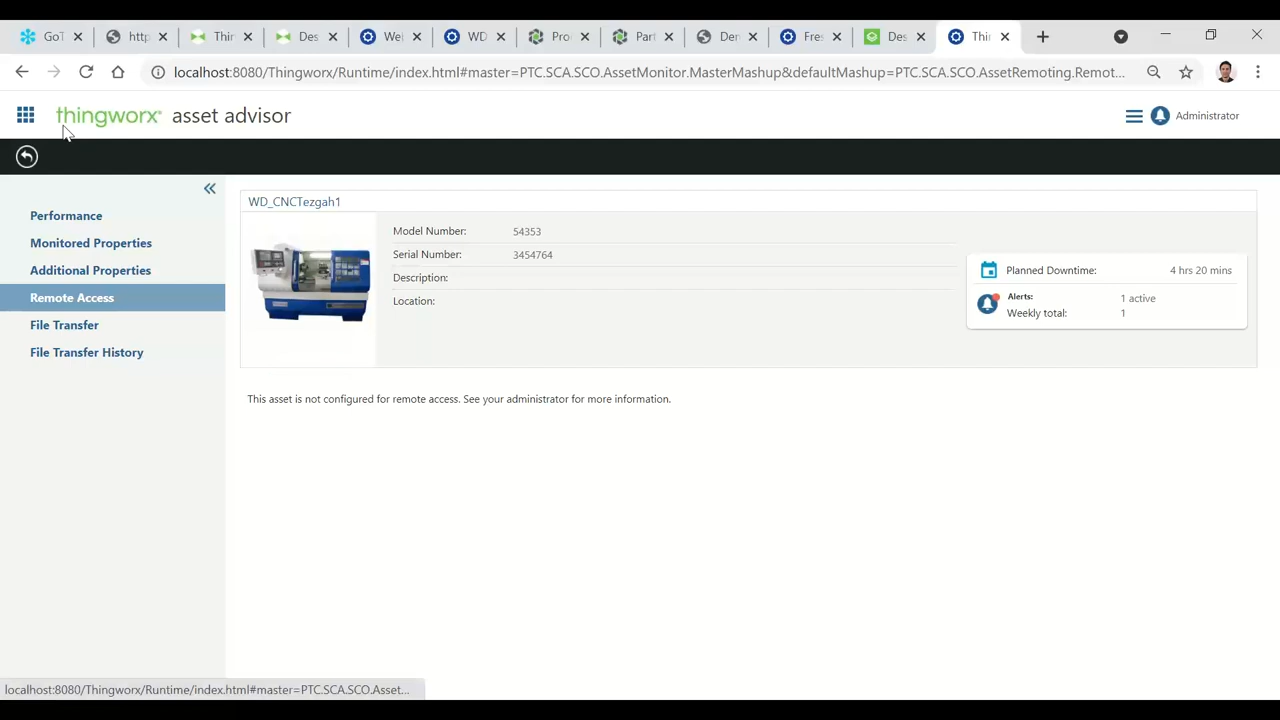 GoT
http
Thir
Des
Wel
WD
Pro
Part
Der
Fres
Des
Thi
localhost:8080/Thingworx/Runtime/index.html#master=PTC.SCA.SCO.AssetMonitor.MasterMashup&defaultMashup=PTC.SCA.SCO.AssetRemoting.Remot...
thingworx asset advisor
Administrator
Performance
Monitored Properties
Additional Properties
Remote Access
File Transfer
File Transfer History
WD_CNCTezgah1
Model Number: 54353
Serial Number: 3454764
Description:
Location:
Planned Downtime: 4 hrs 20 mins
Alerts: 1 active
Weekly total: 1
This asset is not configured for remote access. See your administrator for more information.
localhost:8080/Thingworx/Runtime/index.html#master=PTC.SCA.SCO.Asset...